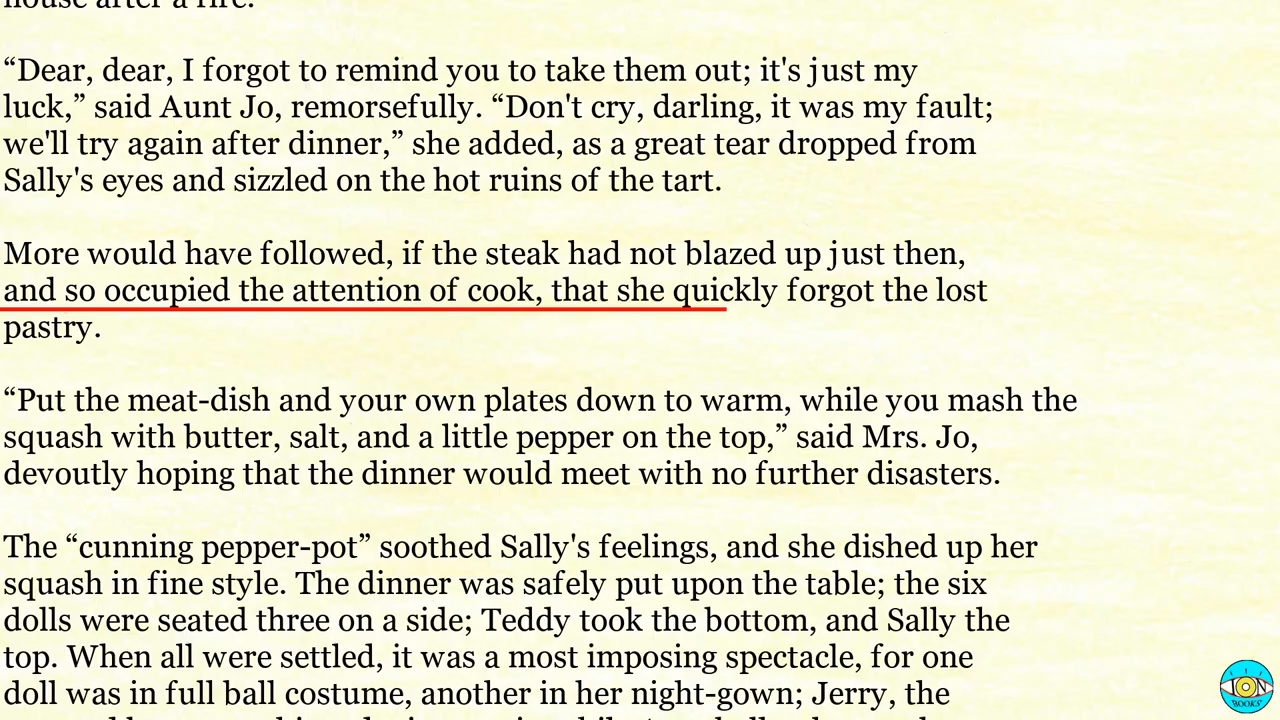 house after a fire.
“Dear, dear, I forgot to remind you to take them out; it's just my
luck,” said Aunt Jo, remorsefully. “Don't cry, darling, it was my fault;
we'll try again after dinner,” she added, as a great tear dropped from
Sally's eyes and sizzled on the hot ruins of the tart.
More would have followed, if the steak had not blazed up just then,
and so occupied the attention of cook, that she quickly forgot the lost
pastry.
“Put the meat-dish and your own plates down to warm, while you mash the
squash with butter, salt, and a little pepper on the top,” said Mrs. Jo,
devoutly hoping that the dinner would meet with no further disasters.
The “cunning pepper-pot” soothed Sally's feelings, and she dished up her
squash in fine style. The dinner was safely put upon the table; the six
dolls were seated three on a side; Teddy took the bottom, and Sally the
top. When all were settled, it was a most imposing spectacle, for one
doll was in full ball costume, another in her night-gown; Jerry, the
ION
BOOKS